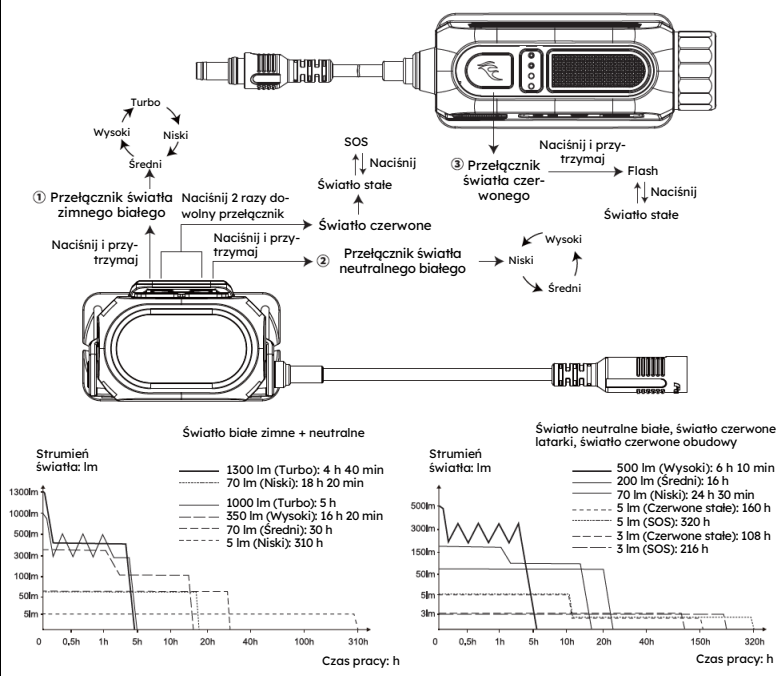 Turbo
Wysoki
Niski
Średni
① Przełącznik światła
zimnego białego
Naciśnij i przy-
trzymaj
Naciśnij 2 razy do-
wolny przełącznik
SOS
Naciśnij
Światło stałe
Światło czerwone
Naciśnij i przy-
trzymaj
② Przełącznik światła
neutralnego białego
Wysoki
Niski
Średni
③ Przełącznik
światła czer-
wonego
Naciśnij i przy-
trzymaj
Flash
Naciśnij
Światło stałe
Światło białe zimne + neutralne
Strumień
światła: lm
1300 lm (Turbo): 4 h 40 min
70 lm (Niski): 18 h 20 min
1000 lm (Turbo): 5 h
350 lm (Wysoki): 16 h 20 min
70 lm (Średni): 30 h
5 lm (Niski): 310 h
1300lm
1000lm
500lm
300lm
100lm
50lm
5lm
0 0,5h 1h 5h 10h 20h 40h 100h 310h
Czas pracy: h
Światło neutralne białe, światło czerwone
latarki, światło czerwone obudowy
Strumień
światła: lm
500 lm (Wysoki): 6 h 10 min
200 lm (Średni): 16 h
70 lm (Niski): 24 h 30 min
5 lm (Czerwone stałe): 160 h
5 lm (SOS): 320 h
3 lm (Czerwone stałe): 108 h
3 lm (SOS): 216 h
500lm
300lm
150lm
50lm
5lm
3lm
0 0,5h 1h 5h 10h 20h 40h 150h 320h
Czas pracy: h